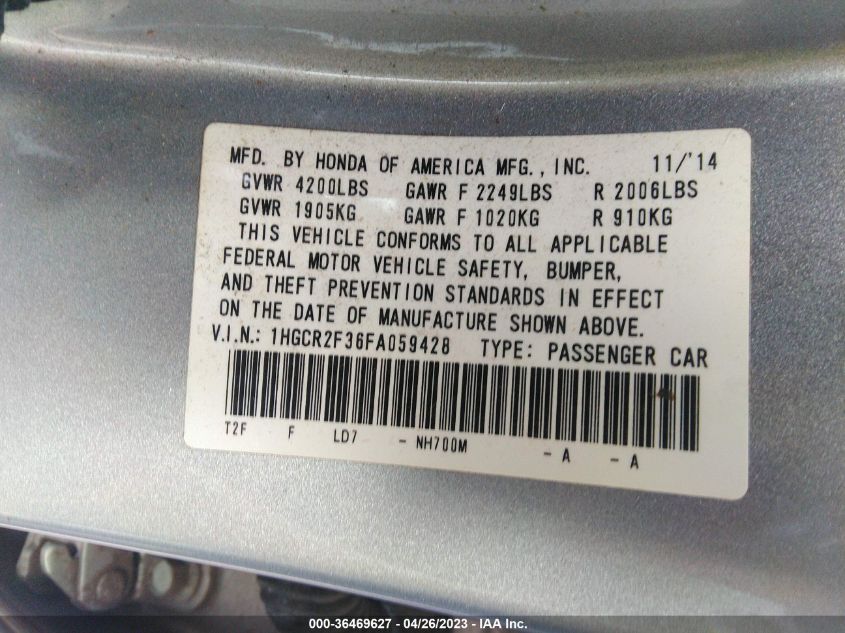 MFD. BY HONDA OF AMERICA MFG., INC. 11/'14
GVWR 4200LBS GAWR F 2249LBS R 2006LBS
GVWR 1905KG GAWR F 1020KG R 910KG
THIS VEHICLE CONFORMS TO ALL APPLICABLE
FEDERAL MOTOR VEHICLE SAFETY, BUMPER,
AND THEFT PREVENTION STANDARDS IN EFFECT
ON THE DATE OF MANUFACTURE SHOWN ABOVE.
V.I.N.: 1HGCR2F36FA059428 TYPE: PASSENGER CAR
T2F F LD7 - NH700M - A - A
000-36469627 - 04/26/2023 - IAA Inc.